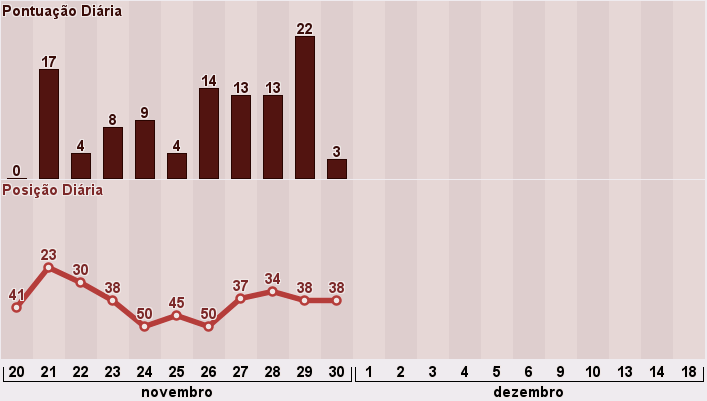 Pontuação Diária
0 17 4 8 9 4 14 13 13 22 3
Posição Diária
41 23 30 38 50 45 50 37 34 38 38
20 21 22 23 24 25 26 27 28 29 30 1 2 3 4 5 6 9 10 13 14 18
novembro dezembro